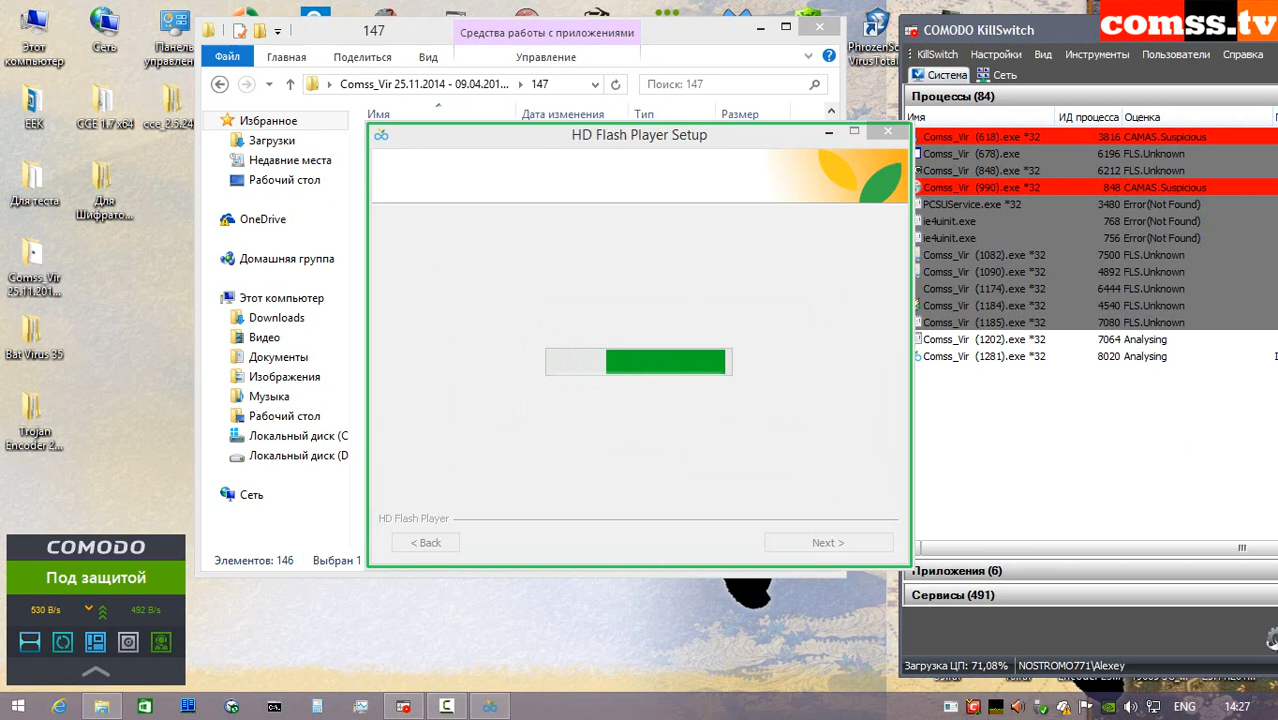 comss.tv
Этот
компьютер
Сеть
Панель
управлен
EEK
CCE 1.7x64
cce_2.5.24
Для теста
Для
Шифрато...
Comss_Vir
25.11.201...
Bat Virus 35
Trojan
Encoder 2...
147
Средства работы с приложениями
Файл
Главная
Поделиться
Вид
Управление
Comss_Vir 25.11.2014 - 09.04.201...
147
Поиск: 147
Имя
Дата изменения
Тип
Размер
Избранное
Загрузки
Недавние места
Рабочий стол
OneDrive
Домашняя группа
Этот компьютер
Downloads
Видео
Документы
Изображения
Музыка
Рабочий стол
Локальный диск (C
Локальный диск (D
Сеть
Элементов: 146
Выбран 1
HD Flash Player Setup
HD Flash Player
< Back
Next >
Phrozen
VirusTotal
COMODO KillSwitch
KillSwitch
Настройки
Вид
Инструменты
Пользователи
Справка
Система
Сеть
Процессы (84)
Имя
ИД процесса
Оценка
Comss_Vir (618).exe *32 3816 CAMAS.Suspicious
Comss_Vir (678).exe 6196 FLS.Unknown
Comss_Vir (848).exe *32 6212 FLS.Unknown
Comss_Vir (990).exe *32 848 CAMAS.Suspicious
PCSUService.exe *32 3480 Error(Not Found)
ie4uinit.exe 768 Error(Not Found)
ie4uinit.exe 756 Error(Not Found)
Comss_Vir (1082).exe *32 7500 FLS.Unknown
Comss_Vir (1090).exe *32 4892 FLS.Unknown
Comss_Vir (1174).exe *32 6444 FLS.Unknown
Comss_Vir (1184).exe *32 4540 FLS.Unknown
Comss_Vir (1185).exe *32 7080 FLS.Unknown
Comss_Vir (1202).exe *32 7064 Analysing
Comss_Vir (1281).exe *32 8020 Analysing
Приложения (6)
Сервисы (491)
Загрузка ЦП: 71,08%
NOSTROMO771\Alexey
COMODO
Под защитой
530 B/s
492 B/s
ENG
14:27